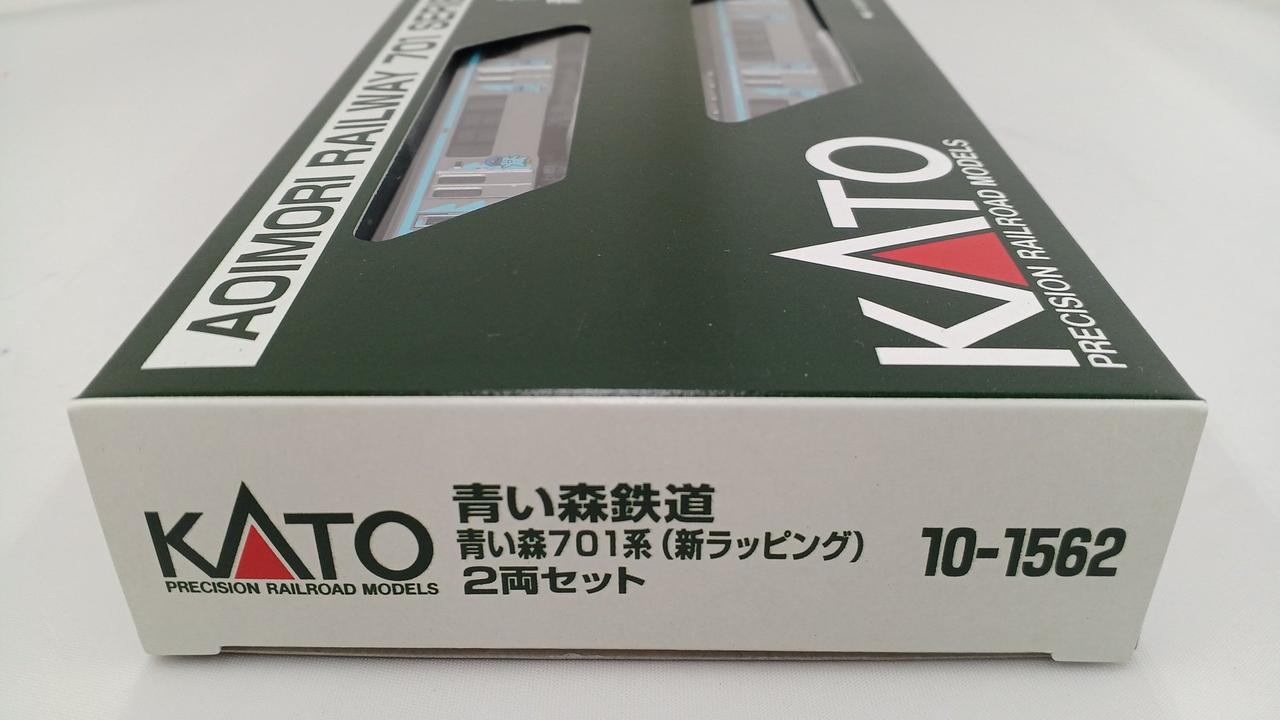 AOIMORI RAILWAY 701
KATO
PRECISION RAILROAD MODELS
KATO
PRECISION RAILROAD MODELS
青い森鉄道
青い森701系(新ラッピング)
2両セット
10-1562